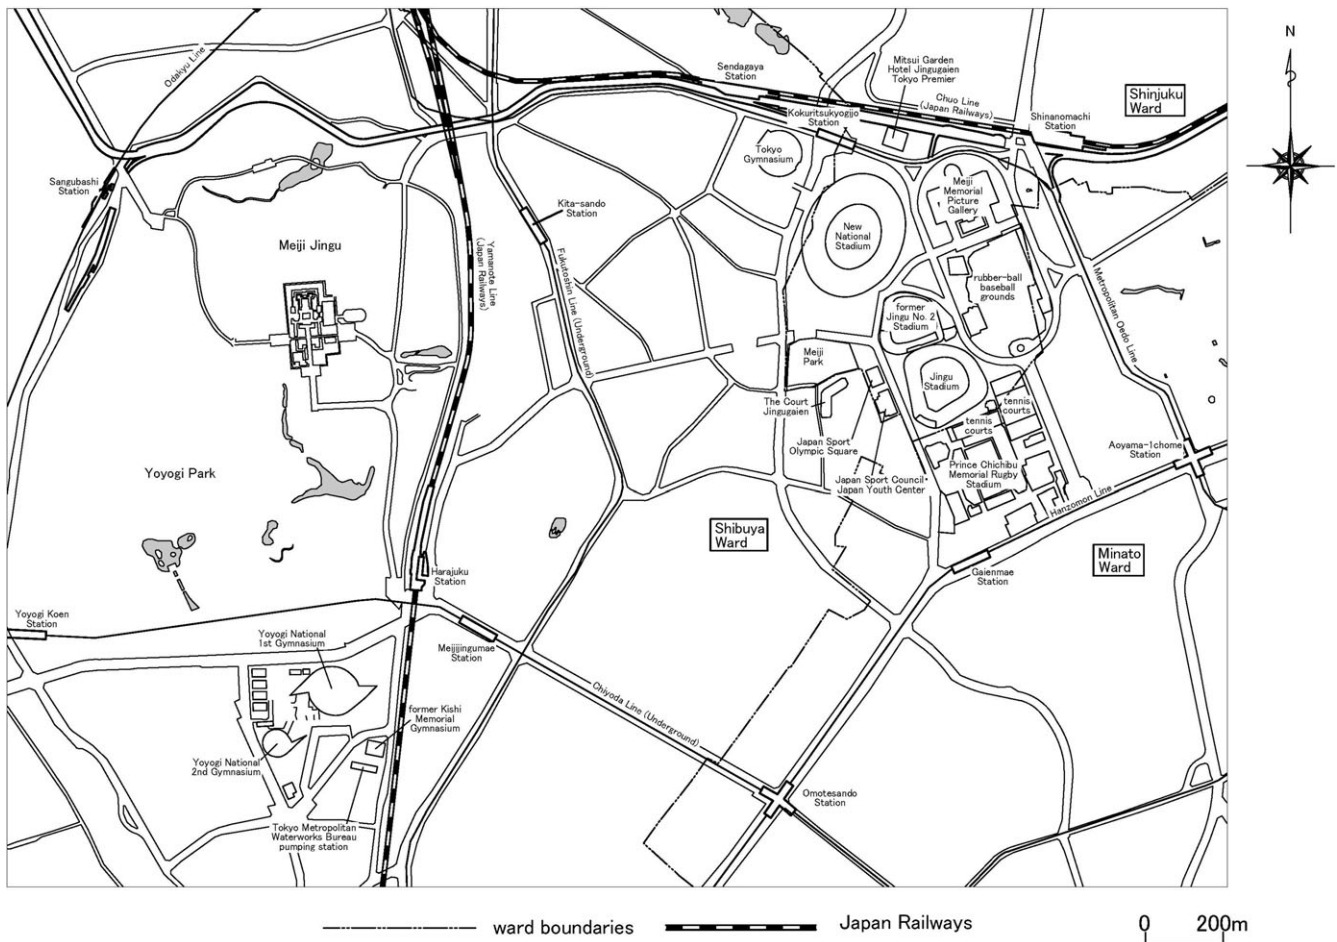 N
Odakyu Line
Sendagaya
Station
Mitsui Garden
Hotel Jingugaien
Tokyo Premier
Chuo Line
(Japan Railways)
Shinjuku
Ward
Kokuritsukyogijo
Station
Shinanomachi
Station
Tokyo
Gymnasium
Sangubashi
Station
Meiji
Memorial
Picture
Gallery
Kita-sando
Station
New
National
Stadium
Meiji Jingu
Yamanote Line
(Japan Railways)
Fukutoshin Line (Underground)
Metropolitan Oedo Line
rubber-ball
baseball
grounds
former
Jingu No. 2
Stadium
Meiji
Park
Jingu
Stadium
The Court
Jingugaien
tennis
courts
tennis
courts
Japan Sport
Olympic Square
Aoyama-1chome
Station
Yoyogi Park
Prince Chichibu
Memorial Rugby
Stadium
Japan Sport Council·
Japan Youth Center
Hanzomon Line
Shibuya
Ward
Minato
Ward
Gaienmae
Station
Harajuku
Station
Yoyogi Koen
Station
Yoyogi National
1st Gymnasium
Meijijingumae
Station
Chiyoda Line (Underground)
former Kishi
Memorial
Gymnasium
Yoyogi National
2nd Gymnasium
Omotesando
Station
Tokyo Metropolitan
Waterworks Bureau
pumping station
ward boundaries
Japan Railways
0 200m